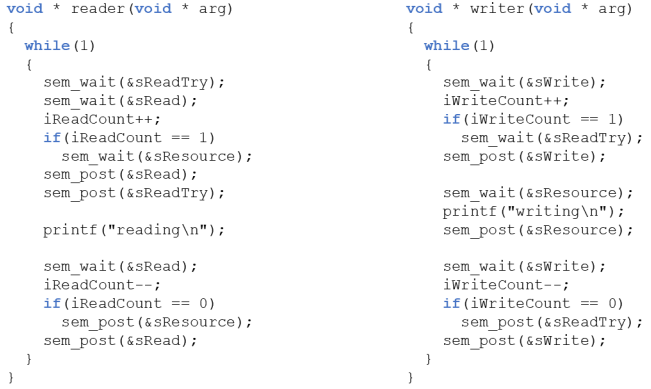 void * reader(void * arg)
{
  while(1)
  {
    sem_wait(&sReadTry);
    sem_wait(&sRead);
    iReadCount++;
    if(iReadCount == 1)
      sem_wait(&sResource);
    sem_post(&sRead);
    sem_post(&sReadTry);

    printf("reading\n");

    sem_wait(&sRead);
    iReadCount--;
    if(iReadCount == 0)
      sem_post(&sResource);
    sem_post(&sRead);
  }
}
void * writer(void * arg)
{
  while(1)
  {
    sem_wait(&sWrite);
    iWriteCount++;
    if(iWriteCount == 1)
      sem_wait(&sReadTry);
    sem_post(&sWrite);

    sem_wait(&sResource);
    printf("writing\n");
    sem_post(&sResource);

    sem_wait(&sWrite);
    iWriteCount--;
    if(iWriteCount == 0)
      sem_post(&sReadTry);
    sem_post(&sWrite);
  }
}